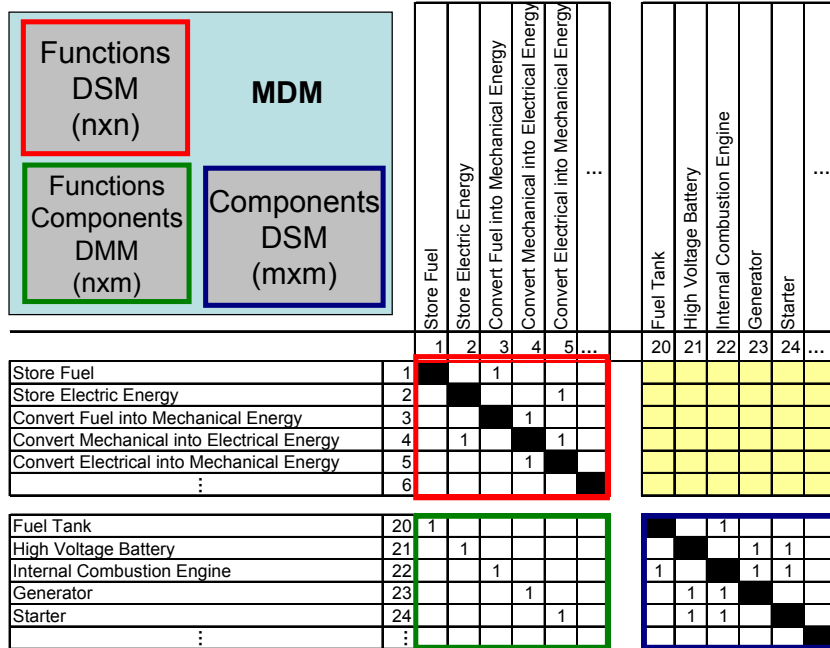 Functions
DSM
(nxn)
MDM
Functions
Components
DMM
(nxm)
Components
DSM
(mxm)
Store Fuel
Store Electric Energy
Convert Fuel into Mechanical Energy
Convert Mechanical into Electrical Energy
Convert Electrical into Mechanical Energy
...
Fuel Tank
High Voltage Battery
Internal Combustion Engine
Generator
Starter
...
1 2 3 4 5 ... 20 21 22 23 24 ...
Store Fuel 1 1
Store Electric Energy 2 1
Convert Fuel into Mechanical Energy 3 1
Convert Mechanical into Electrical Energy 4 1 1
Convert Electrical into Mechanical Energy 5 1
⋮ 6
Fuel Tank 20 1 1
High Voltage Battery 21 1 1 1
Internal Combustion Engine 22 1 1 1 1
Generator 23 1 1 1
Starter 24 1 1 1
⋮ ⋮